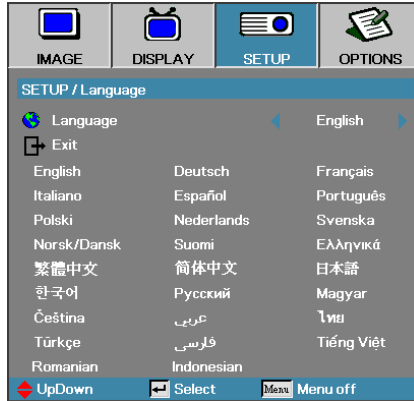 IMAGE DISPLAY SETUP OPTIONS
SETUP / Language
Language English
Exit
English Deutsch Français
Italiano Español Português
Polski Nederlands Svenska
Norsk/Dansk Suomi Ελληνικά
繁體中文 简体中文 日本語
한국어 Русский Magyar
Čeština عربي ไทย
Türkçe فارسی Tiếng Việt
Romanian Indonesian
UpDown Select Menu Menu off